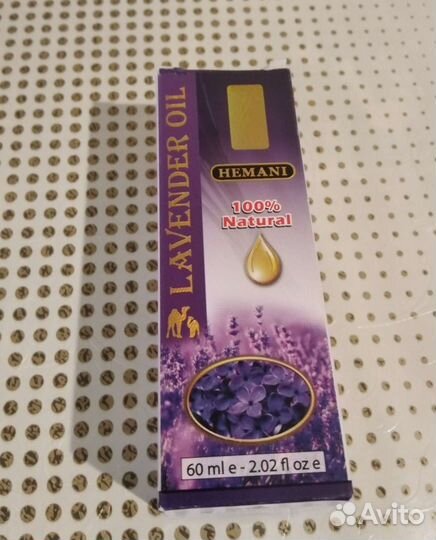 LAVENDER OIL
HEMANI
100%
Natural
60 ml e - 2.02 fl oz e
Avito